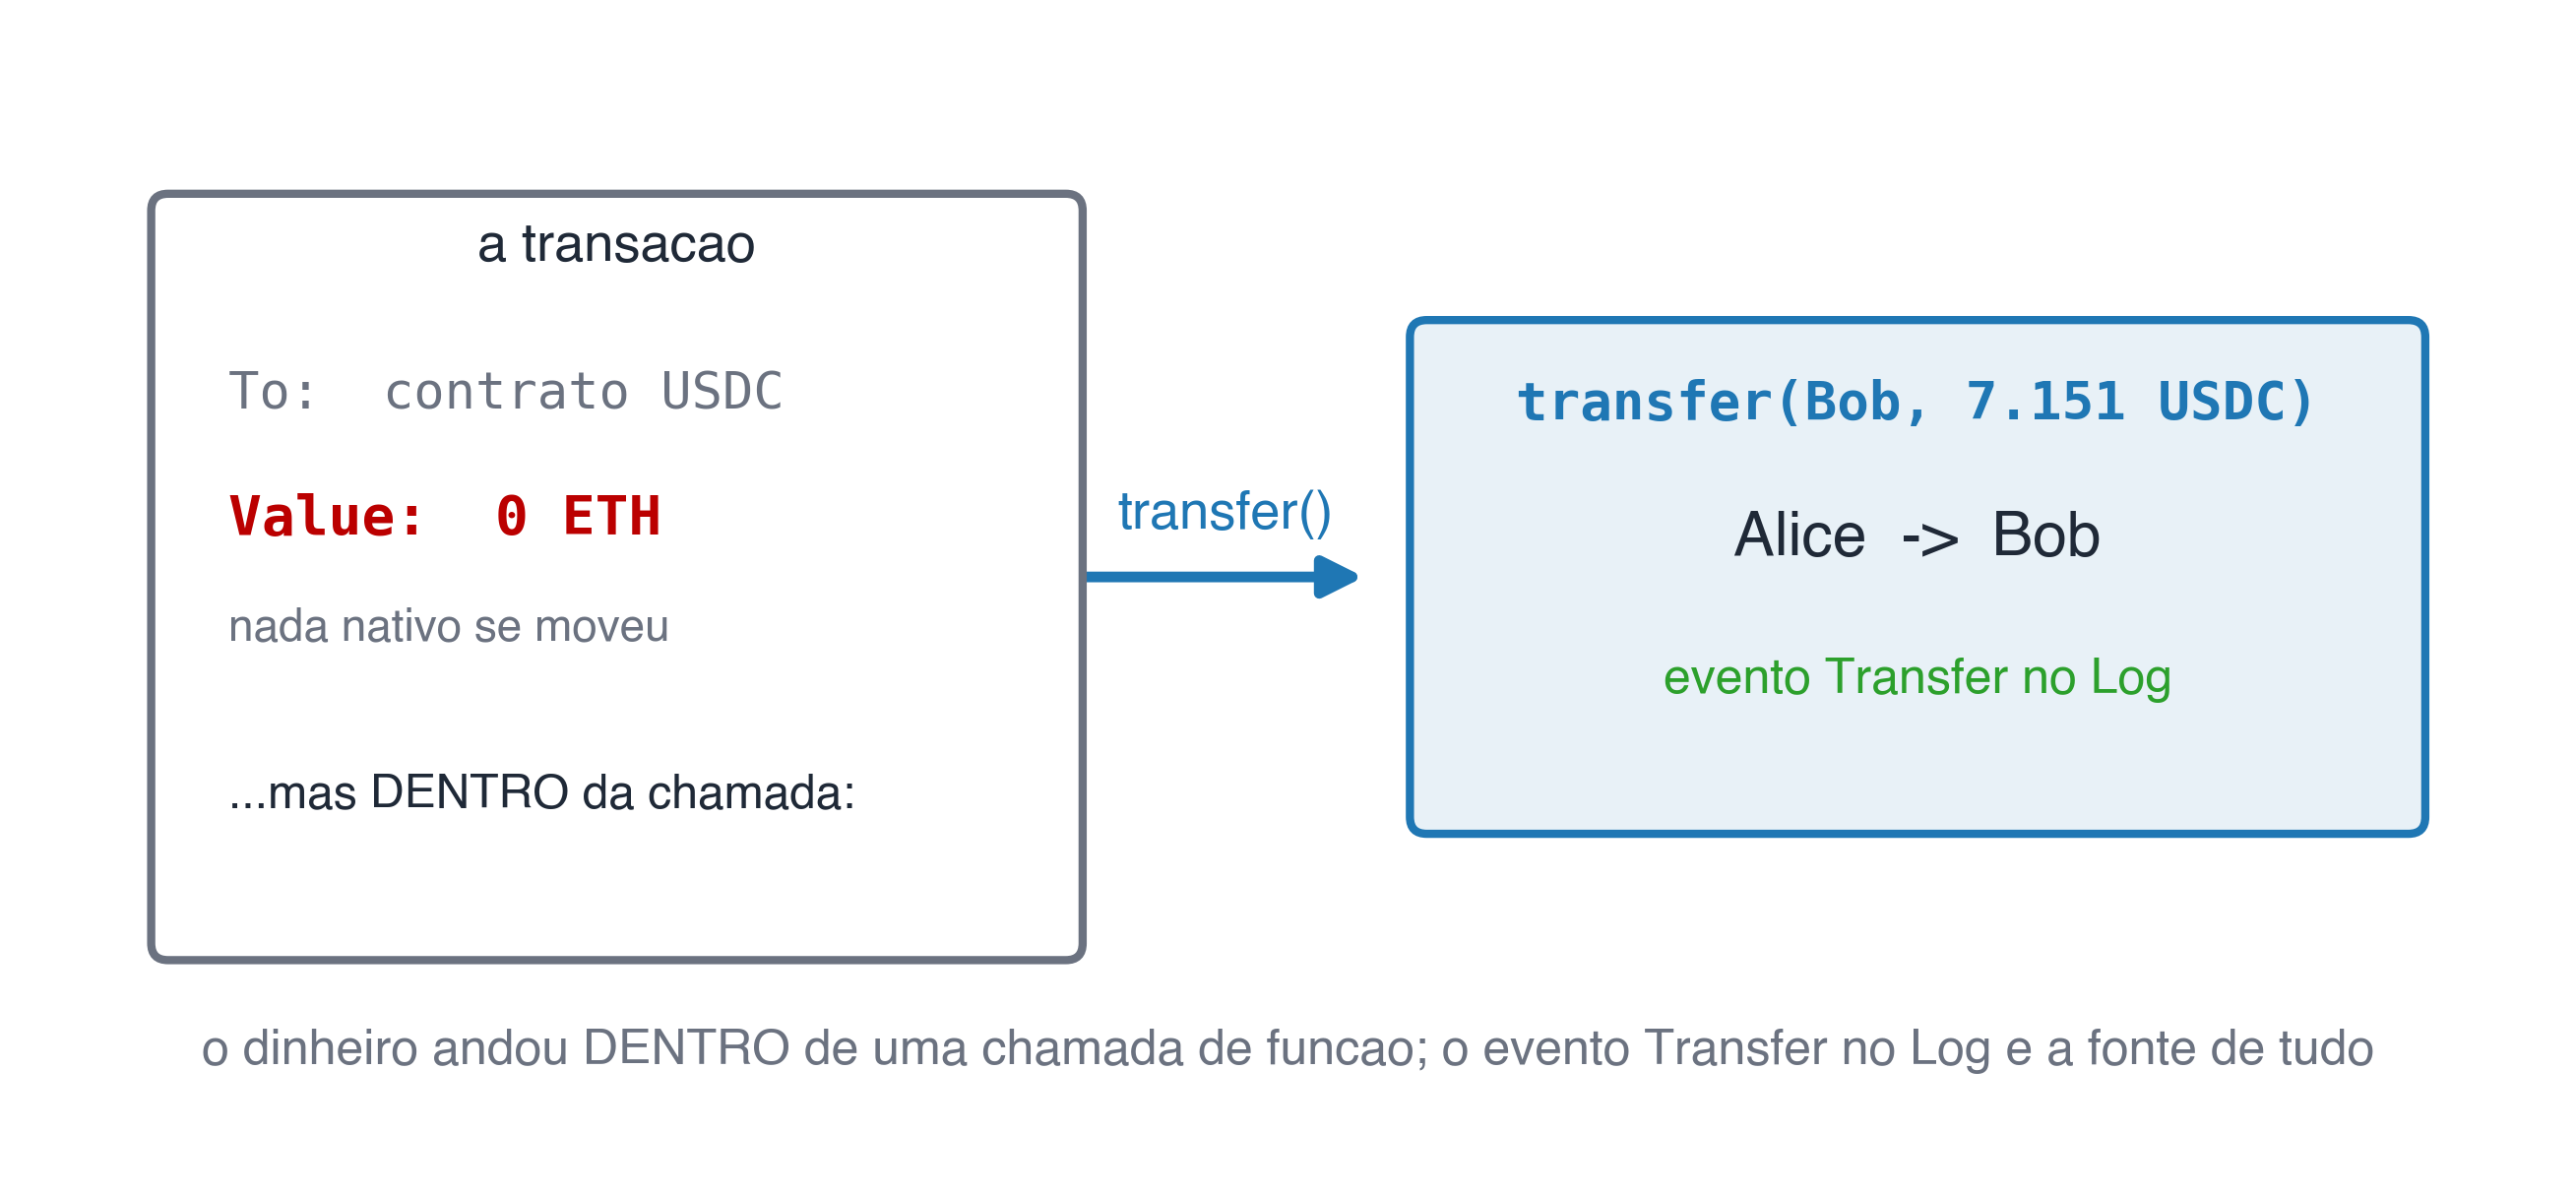 a transacao
To:  contrato USDC
Value:  0 ETH
nada nativo se moveu
...mas DENTRO da chamada:
transfer()
transfer(Bob, 7.151 USDC)
Alice  ->  Bob
evento Transfer no Log
o dinheiro andou DENTRO de uma chamada de funcao; o evento Transfer no Log e a fonte de tudo